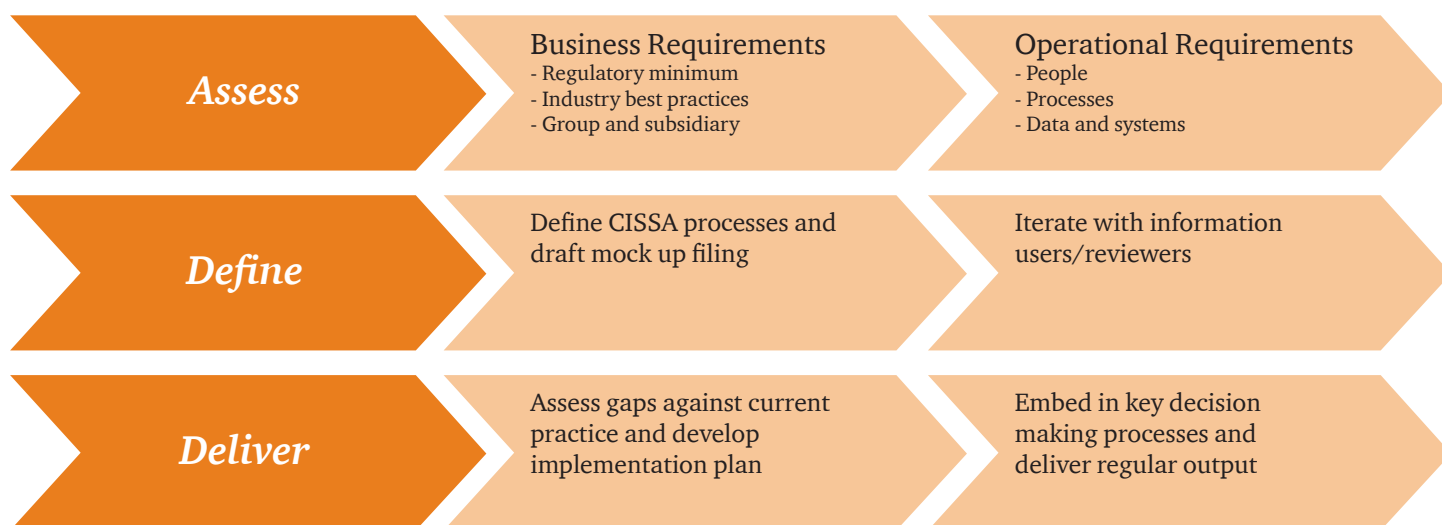 Assess
Business Requirements
- Regulatory minimum
- Industry best practices
- Group and subsidiary
Operational Requirements
- People
- Processes
- Data and systems
Define
Define CISSA processes and
draft mock up filing
Iterate with information
users/reviewers
Deliver
Assess gaps against current
practice and develop
implementation plan
Embed in key decision
making processes and
deliver regular output